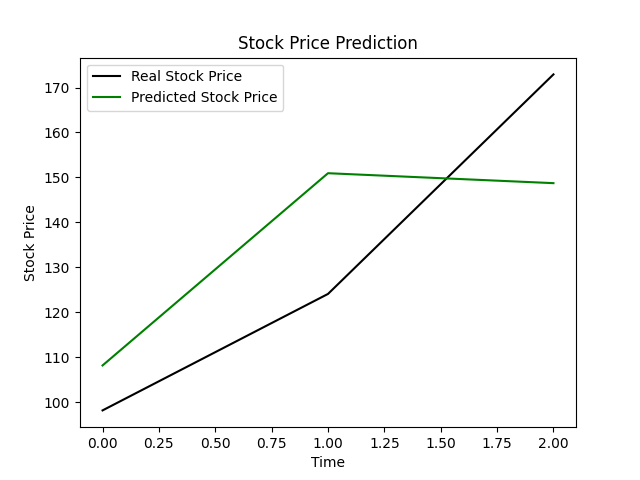 Stock Price Prediction
Real Stock Price
Predicted Stock Price
170
160
150
140
130
120
110
100
Stock Price
0.00 0.25 0.50 0.75 1.00 1.25 1.50 1.75 2.00
Time